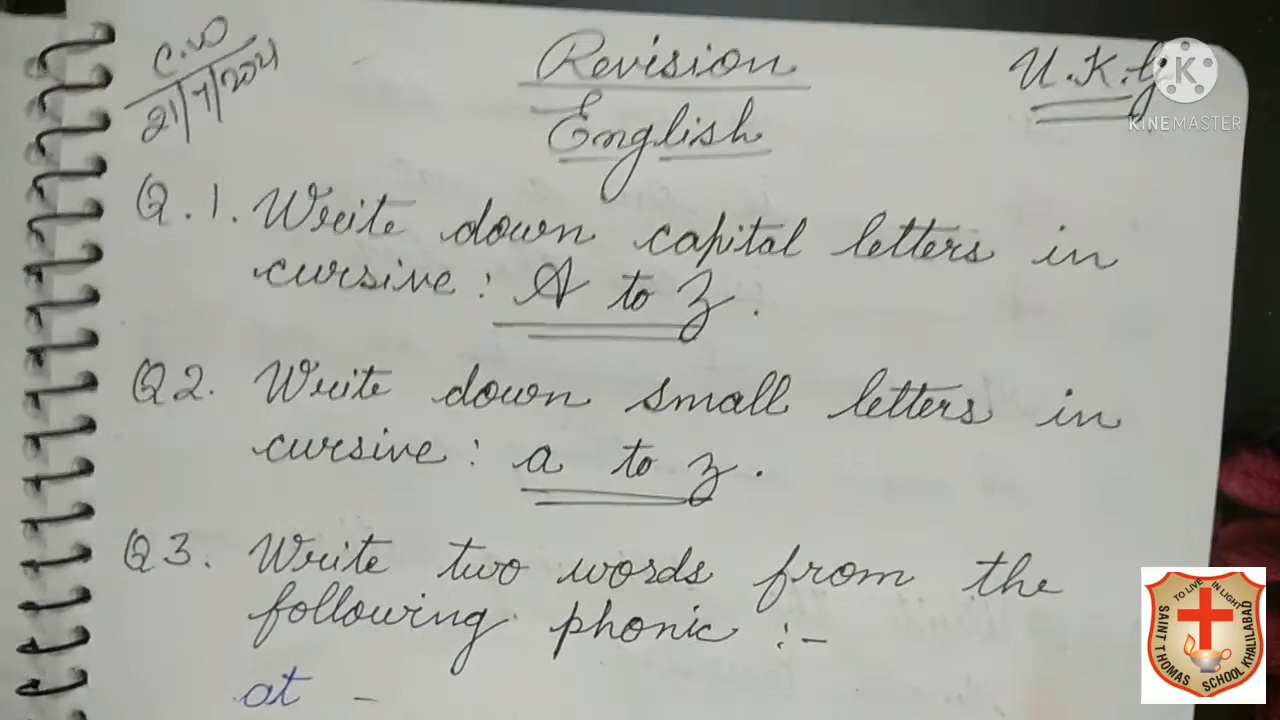 C.W
21/7/2021
Revision
English
U.K.G
KINEMASTER
Q.1. Write down capital letters in
cursive : A to Z.
Q2. Write down small letters in
cursive : a to z.
Q3. Write two words from the
following phonic :-
at -
TO LIVE IN LIGHT
SAINT THOMAS SCHOOL KHALILABAD